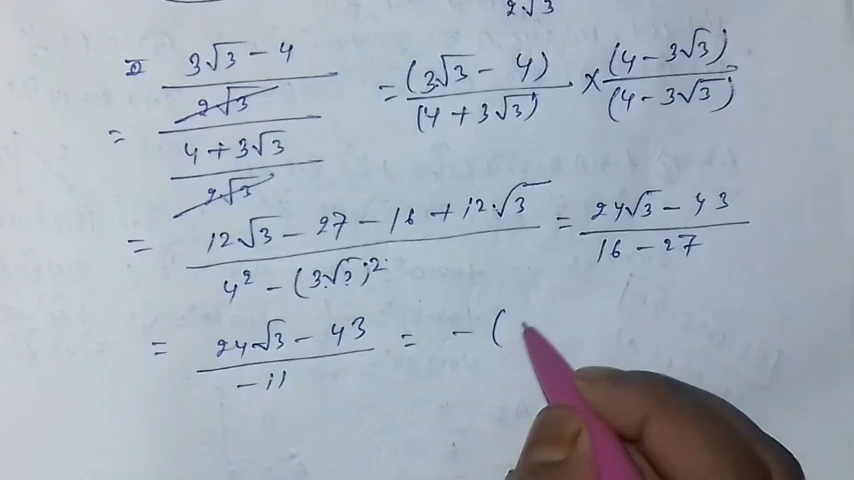 2√3
= 3√3 - 4 / 2√3 / 4 + 3√3 / 2√3 = (3√3 - 4) / (4 + 3√3) × (4 - 3√3) / (4 - 3√3)
= 12√3 - 27 - 16 + 12√3 / 4² - (3√3)² = 24√3 - 43 / 16 - 27
= 24√3 - 43 / -11 = - (